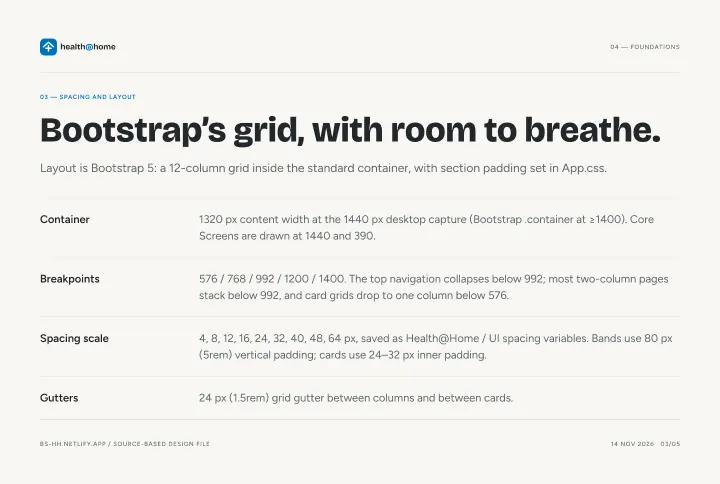 health@home
04 — FOUNDATIONS
03 — SPACING AND LAYOUT
Bootstrap's grid, with room to breathe.
Layout is Bootstrap 5: a 12-column grid inside the standard container, with section padding set in App.css.
Container
1320 px content width at the 1440 px desktop capture (Bootstrap .container at ≥1400). Core
Screens are drawn at 1440 and 390.
Breakpoints
576 / 768 / 992 / 1200 / 1400. The top navigation collapses below 992; most two-column pages
stack below 992, and card grids drop to one column below 576.
Spacing scale
4, 8, 12, 16, 24, 32, 40, 48, 64 px, saved as Health@Home / UI spacing variables. Bands use 80 px
(5rem) vertical padding; cards use 24–32 px inner padding.
Gutters
24 px (1.5rem) grid gutter between columns and between cards.
BS-HH.NETLIFY.APP / SOURCE-BASED DESIGN FILE
14 NOV 2026 03/05